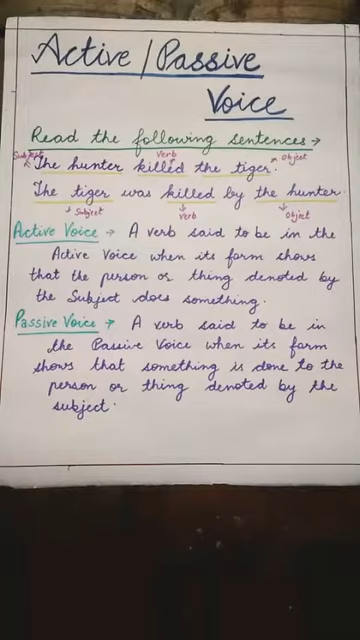 Active / Passive
Voice
Read the following sentences →
Subject Verb Object
The hunter killed the tiger.
The tiger was killed by the hunter.
Subject Verb Object
Active Voice → A verb said to be in the
Active Voice when its form shows
that the person or thing denoted by
the Subject does something.
Passive Voice → A verb said to be in
the Passive Voice when its form
shows that something is done to the
person or thing denoted by the
subject.